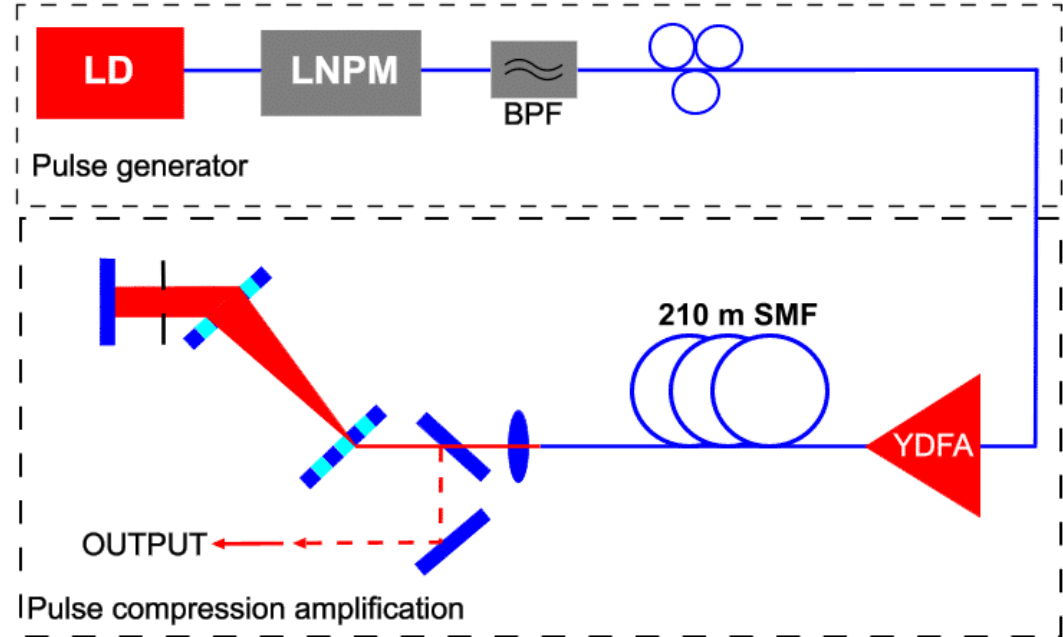 LD
LNPM
BPF
Pulse generator
210 m SMF
YDFA
OUTPUT
Pulse compression amplification